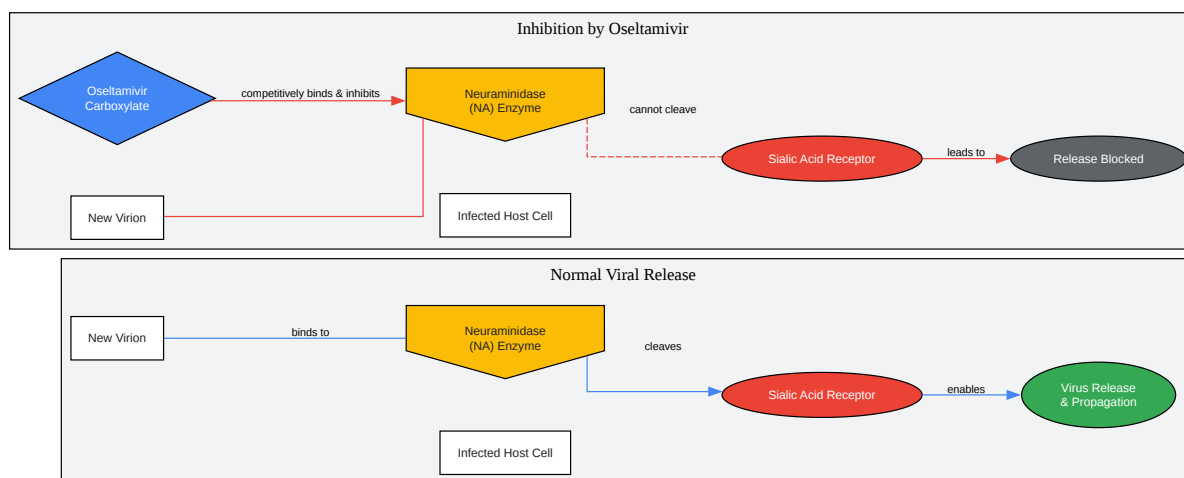 Inhibition by Oseltamivir
Oseltamivir
Carboxylate
competitively binds & inhibits
Neuraminidase
(NA) Enzyme
cannot cleave
Sialic Acid Receptor
leads to
Release Blocked
New Virion
Infected Host Cell
Normal Viral Release
New Virion
binds to
Neuraminidase
(NA) Enzyme
cleaves
Sialic Acid Receptor
enables
Virus Release
& Propagation
Infected Host Cell